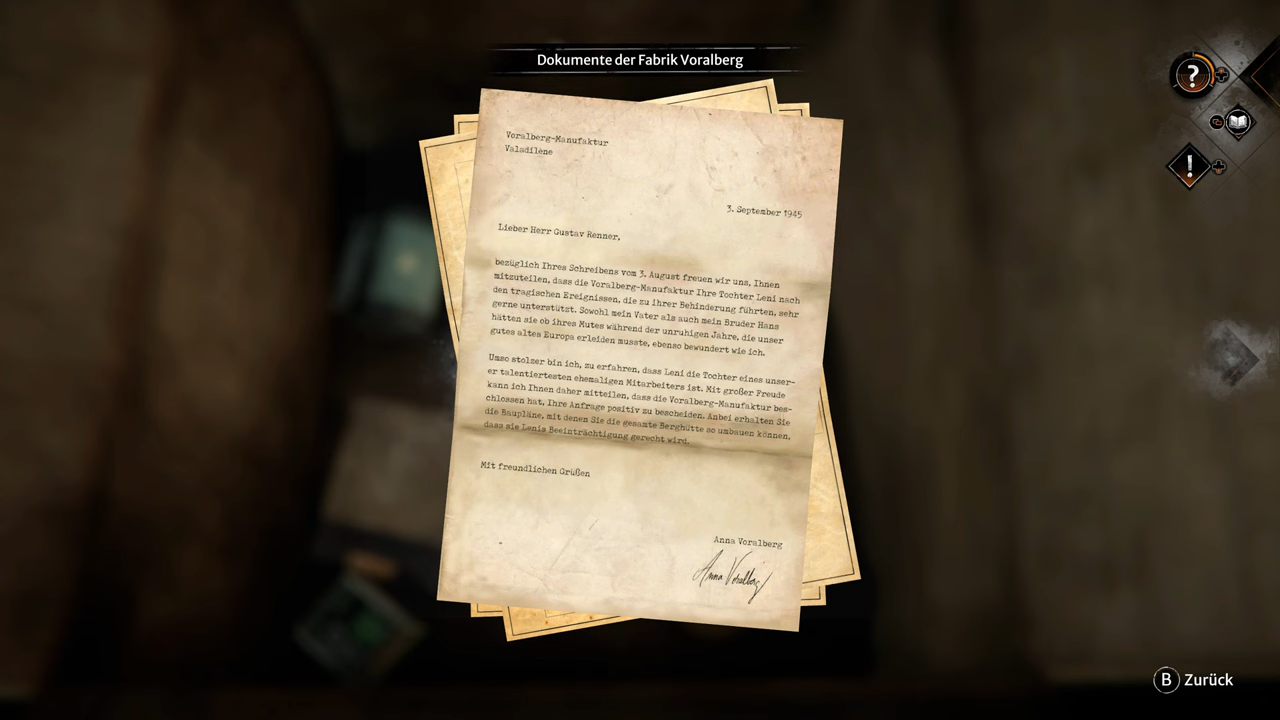 Dokumente der Fabrik Voralberg
Voralberg-Manufaktur
Valadilene
3. September 1945
Lieber Herr Gustav Renner,
bezüglich Ihres Schreibens vom 3. August freuen wir uns, Ihnen
mitzuteilen, dass die Voralberg-Manufaktur Ihre Tochter Leni nach
den tragischen Ereignissen, die zu ihrer Behinderung führten, sehr
gerne unterstützt. Sowohl mein Vater als auch mein Bruder Hans
hätten sie ob ihres Mutes während der unruhigen Jahre, die unser
gutes altes Europa erleiden musste, ebenso bewundert wie ich.
Umso stolzer bin ich, zu erfahren, dass Leni die Tochter eines unser-
er talentiertesten ehemaligen Mitarbeiters ist. Mit großer Freude
kann ich Ihnen daher mitteilen, dass die Voralberg-Manufaktur bes-
chlossen hat, Ihre Anfrage positiv zu bescheiden. Anbei erhalten Sie
die Baupläne, mit denen Sie die gesamte Berghütte so umbauen können,
dass sie Lenis Beeinträchtigung gerecht wird.
Mit freundlichen Grüßen
Anna Voralberg
Anna Voralberg
B Zurück